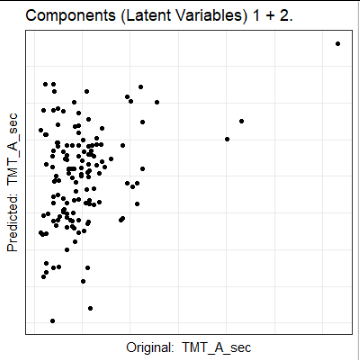 Components (Latent Variables) 1 + 2.
Predicted: TMT_A_sec
Original: TMT_A_sec